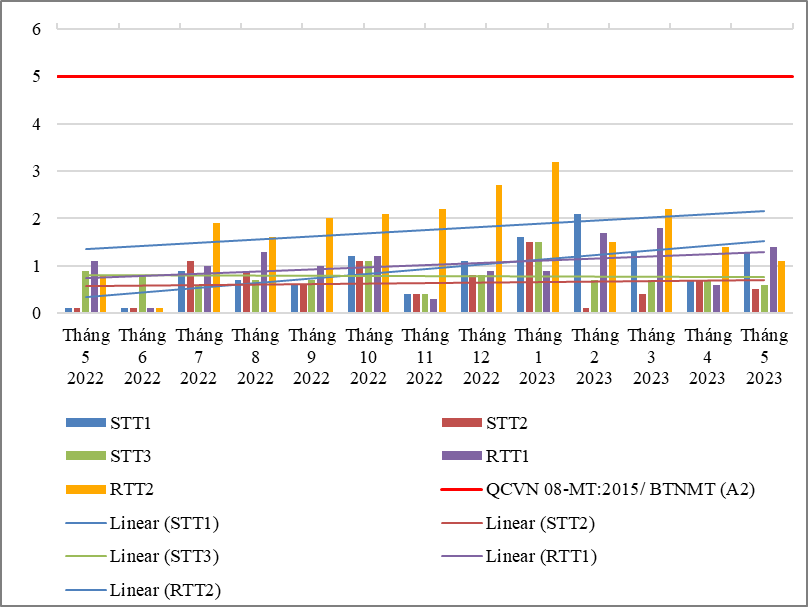 6
5
4
3
2
1
0
Tháng Tháng Tháng Tháng Tháng Tháng Tháng Tháng Tháng Tháng Tháng Tháng Tháng
5 6 7 8 9 10 11 12 1 2 3 4 5
2022 2022 2022 2022 2022 2022 2022 2022 2023 2023 2023 2023 2023
STT1 STT2
STT3 RTT1
RTT2 QCVN 08-MT:2015/ BTNMT (A2)
Linear (STT1) Linear (STT2)
Linear (STT3) Linear (RTT1)
Linear (RTT2)